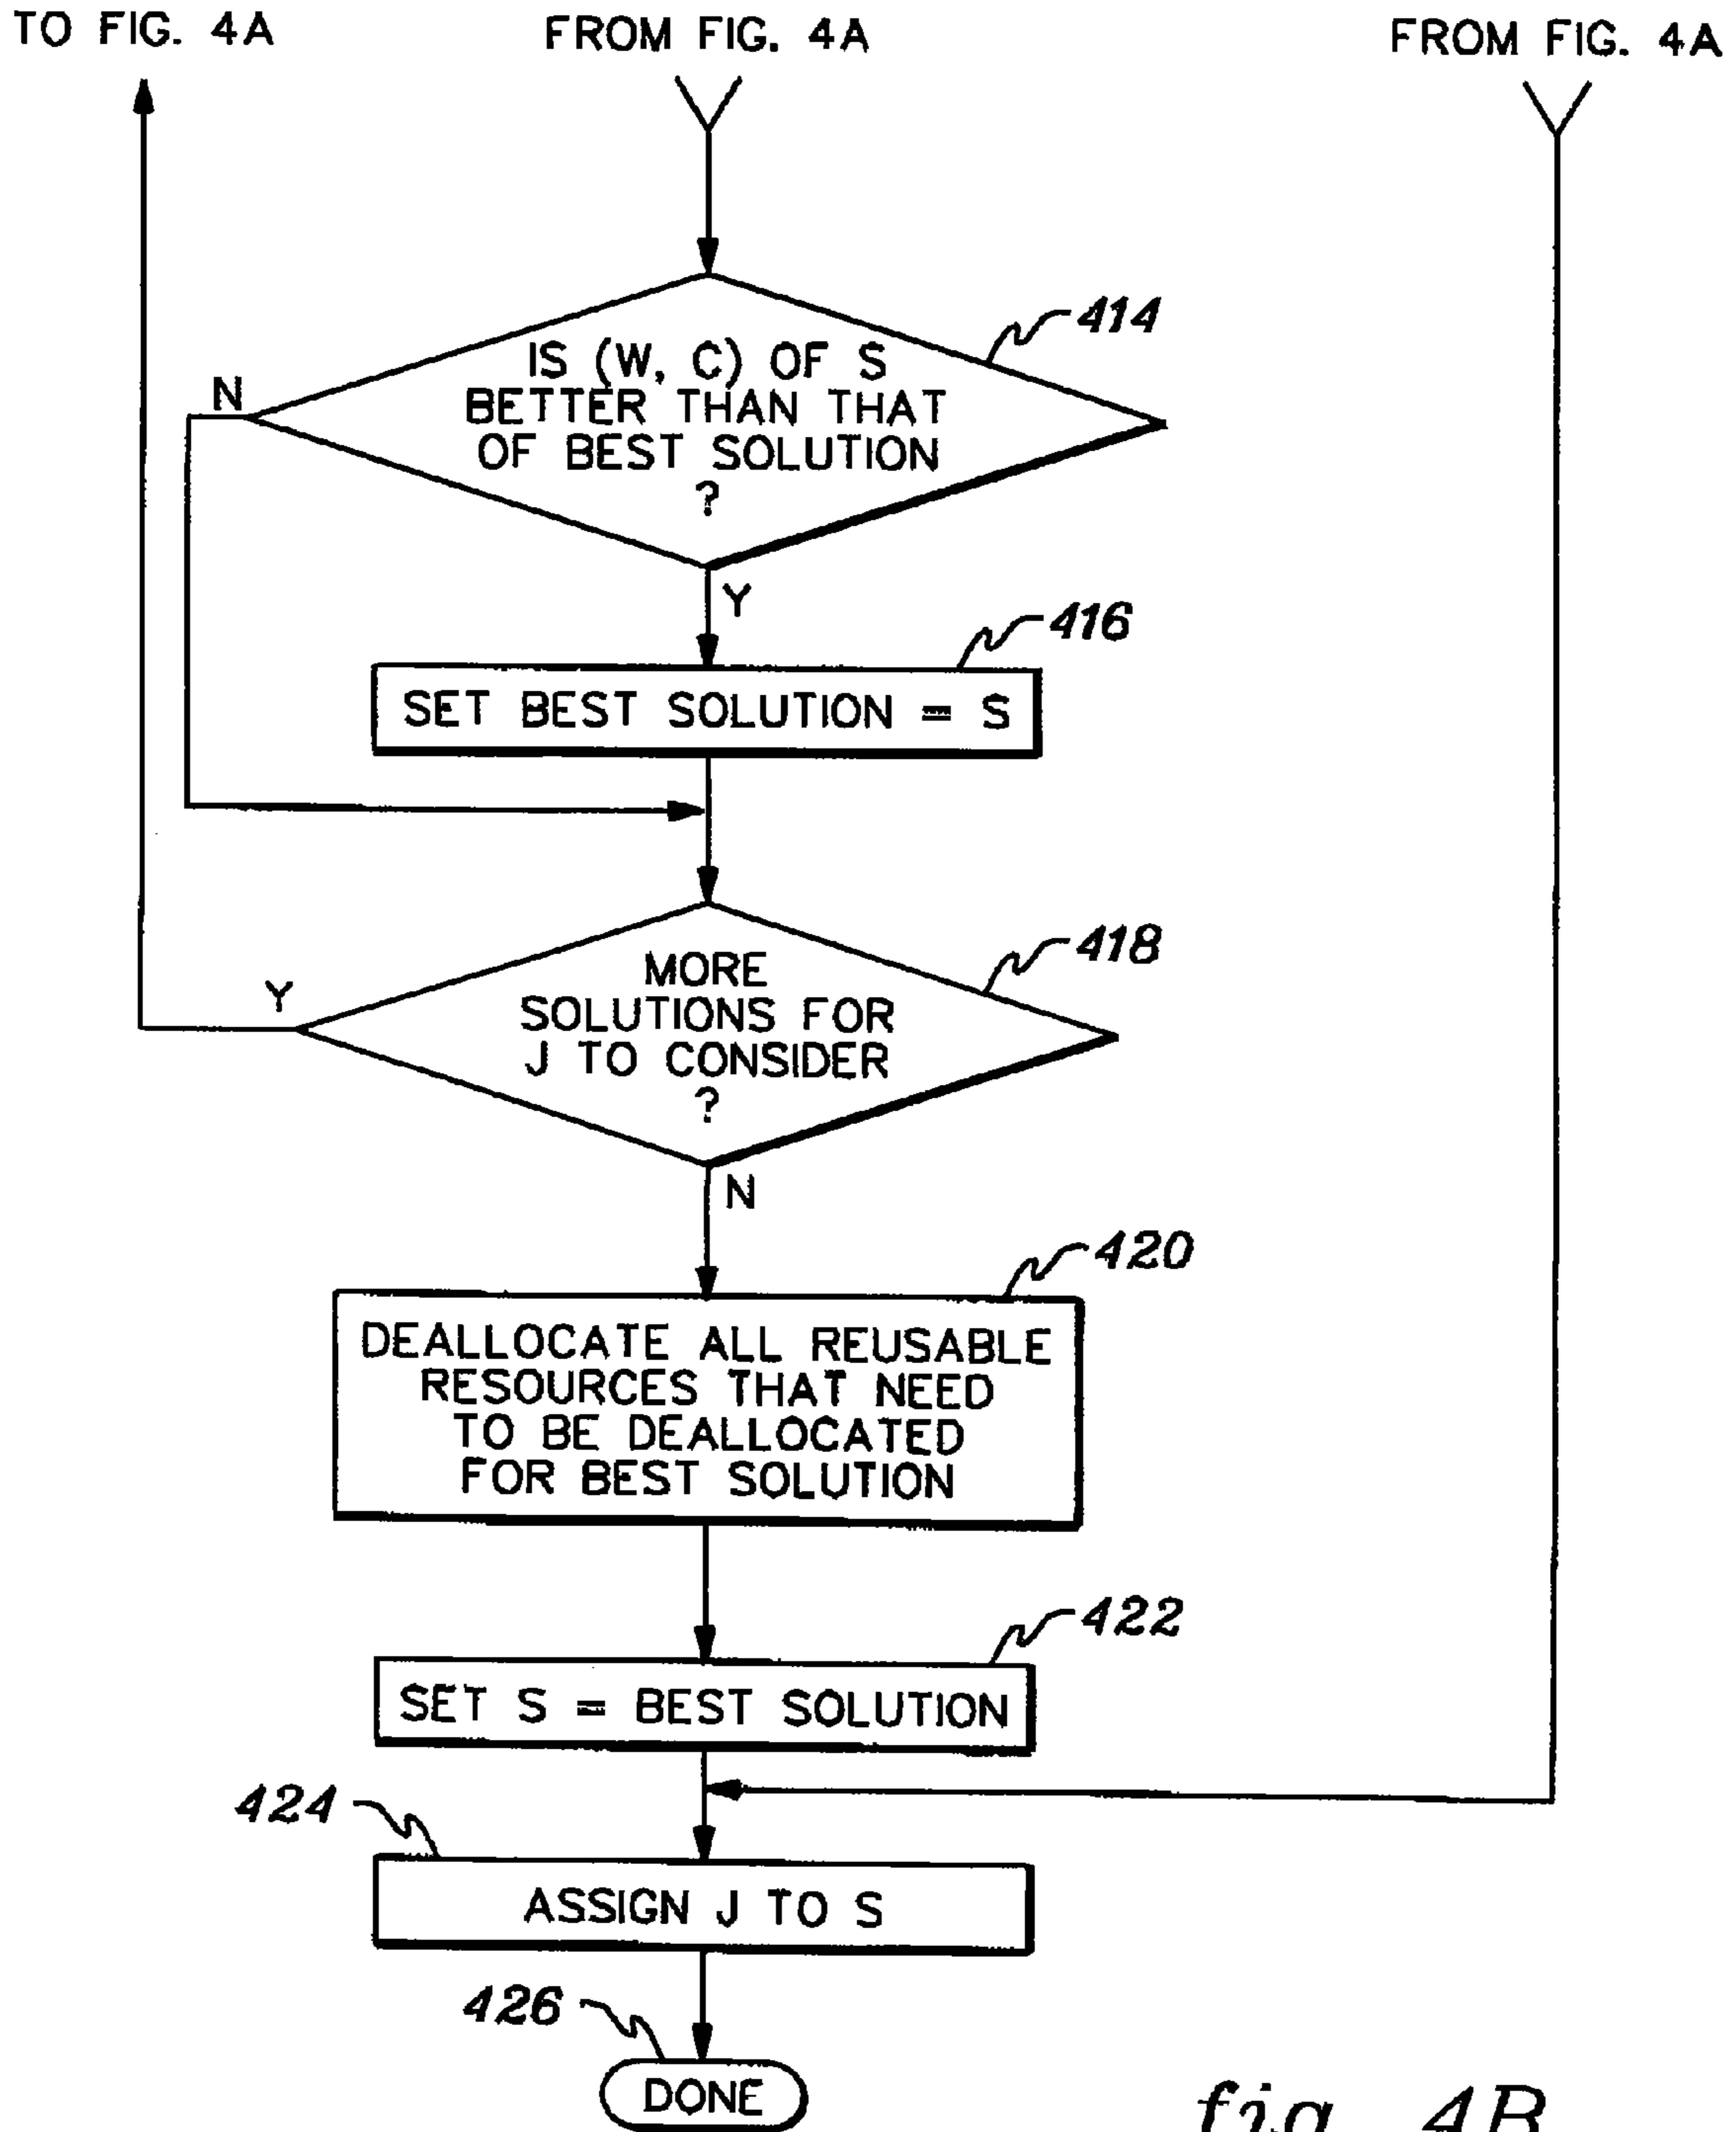 TO FIG. 4A
FROM FIG. 4A
FROM FIG. 4A
414
IS (W, C) OF S
BETTER THAN THAT
OF BEST SOLUTION
?
N
Y
416
SET BEST SOLUTION = S
418
MORE
SOLUTIONS FOR
J TO CONSIDER
?
Y
N
420
DEALLOCATE ALL REUSABLE
RESOURCES THAT NEED
TO BE DEALLOCATED
FOR BEST SOLUTION
422
SET S = BEST SOLUTION
424
ASSIGN J TO S
426
DONE
fig. 4B